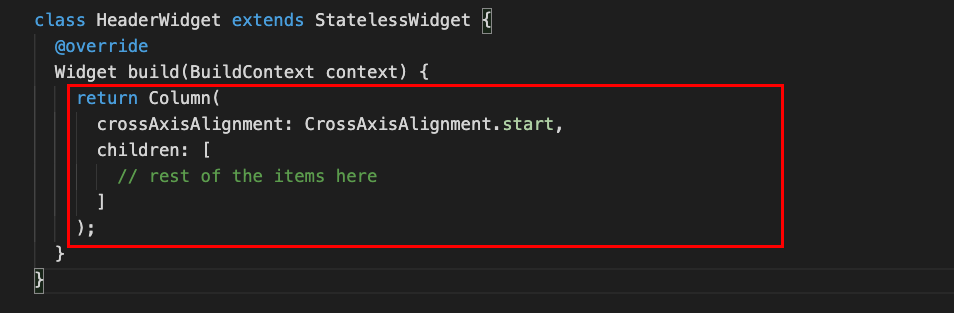 class HeaderWidget extends StatelessWidget {
  @override
  Widget build(BuildContext context) {
    return Column(
      crossAxisAlignment: CrossAxisAlignment.start,
      children: [
        // rest of the items here
      ]
    );
  }
}